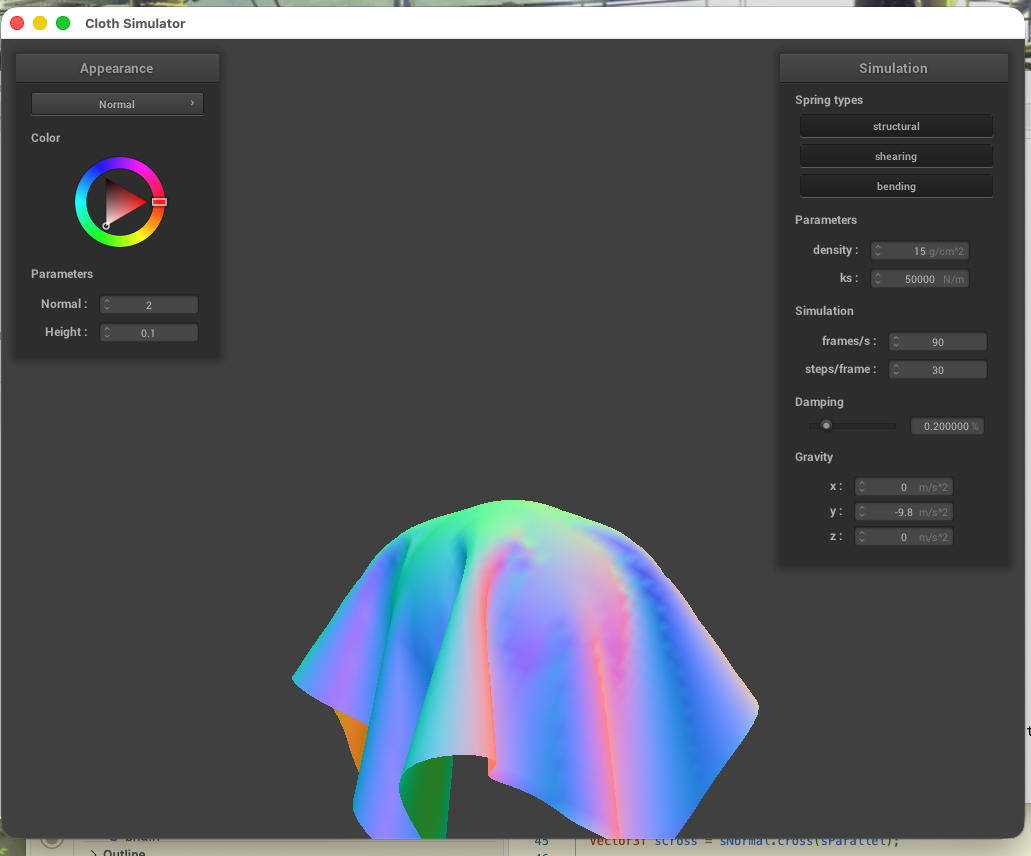 Cloth Simulator
Appearance
Normal
Color
Parameters
Normal : 2
Height : 0.1
Simulation
Spring types
structural
shearing
bending
Parameters
density : 15 g/cm^2
ks : 50000 N/m
Simulation
frames/s : 90
steps/frame : 30
Damping
0.200000 %
Gravity
x : 0 m/s^2
y : -9.8 m/s^2
z : 0 m/s^2
Outline
45 Vector3f sCross = sNormal.cross(sParallel);